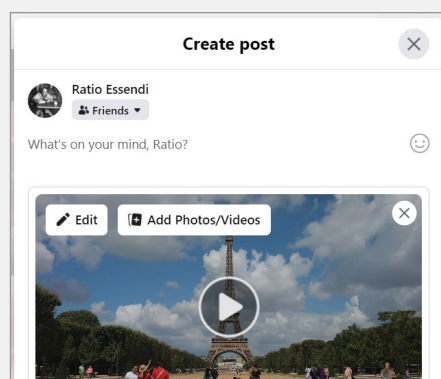 Create post
Ratio Essendi
Friends
What's on your mind, Ratio?
Edit
Add Photos/Videos